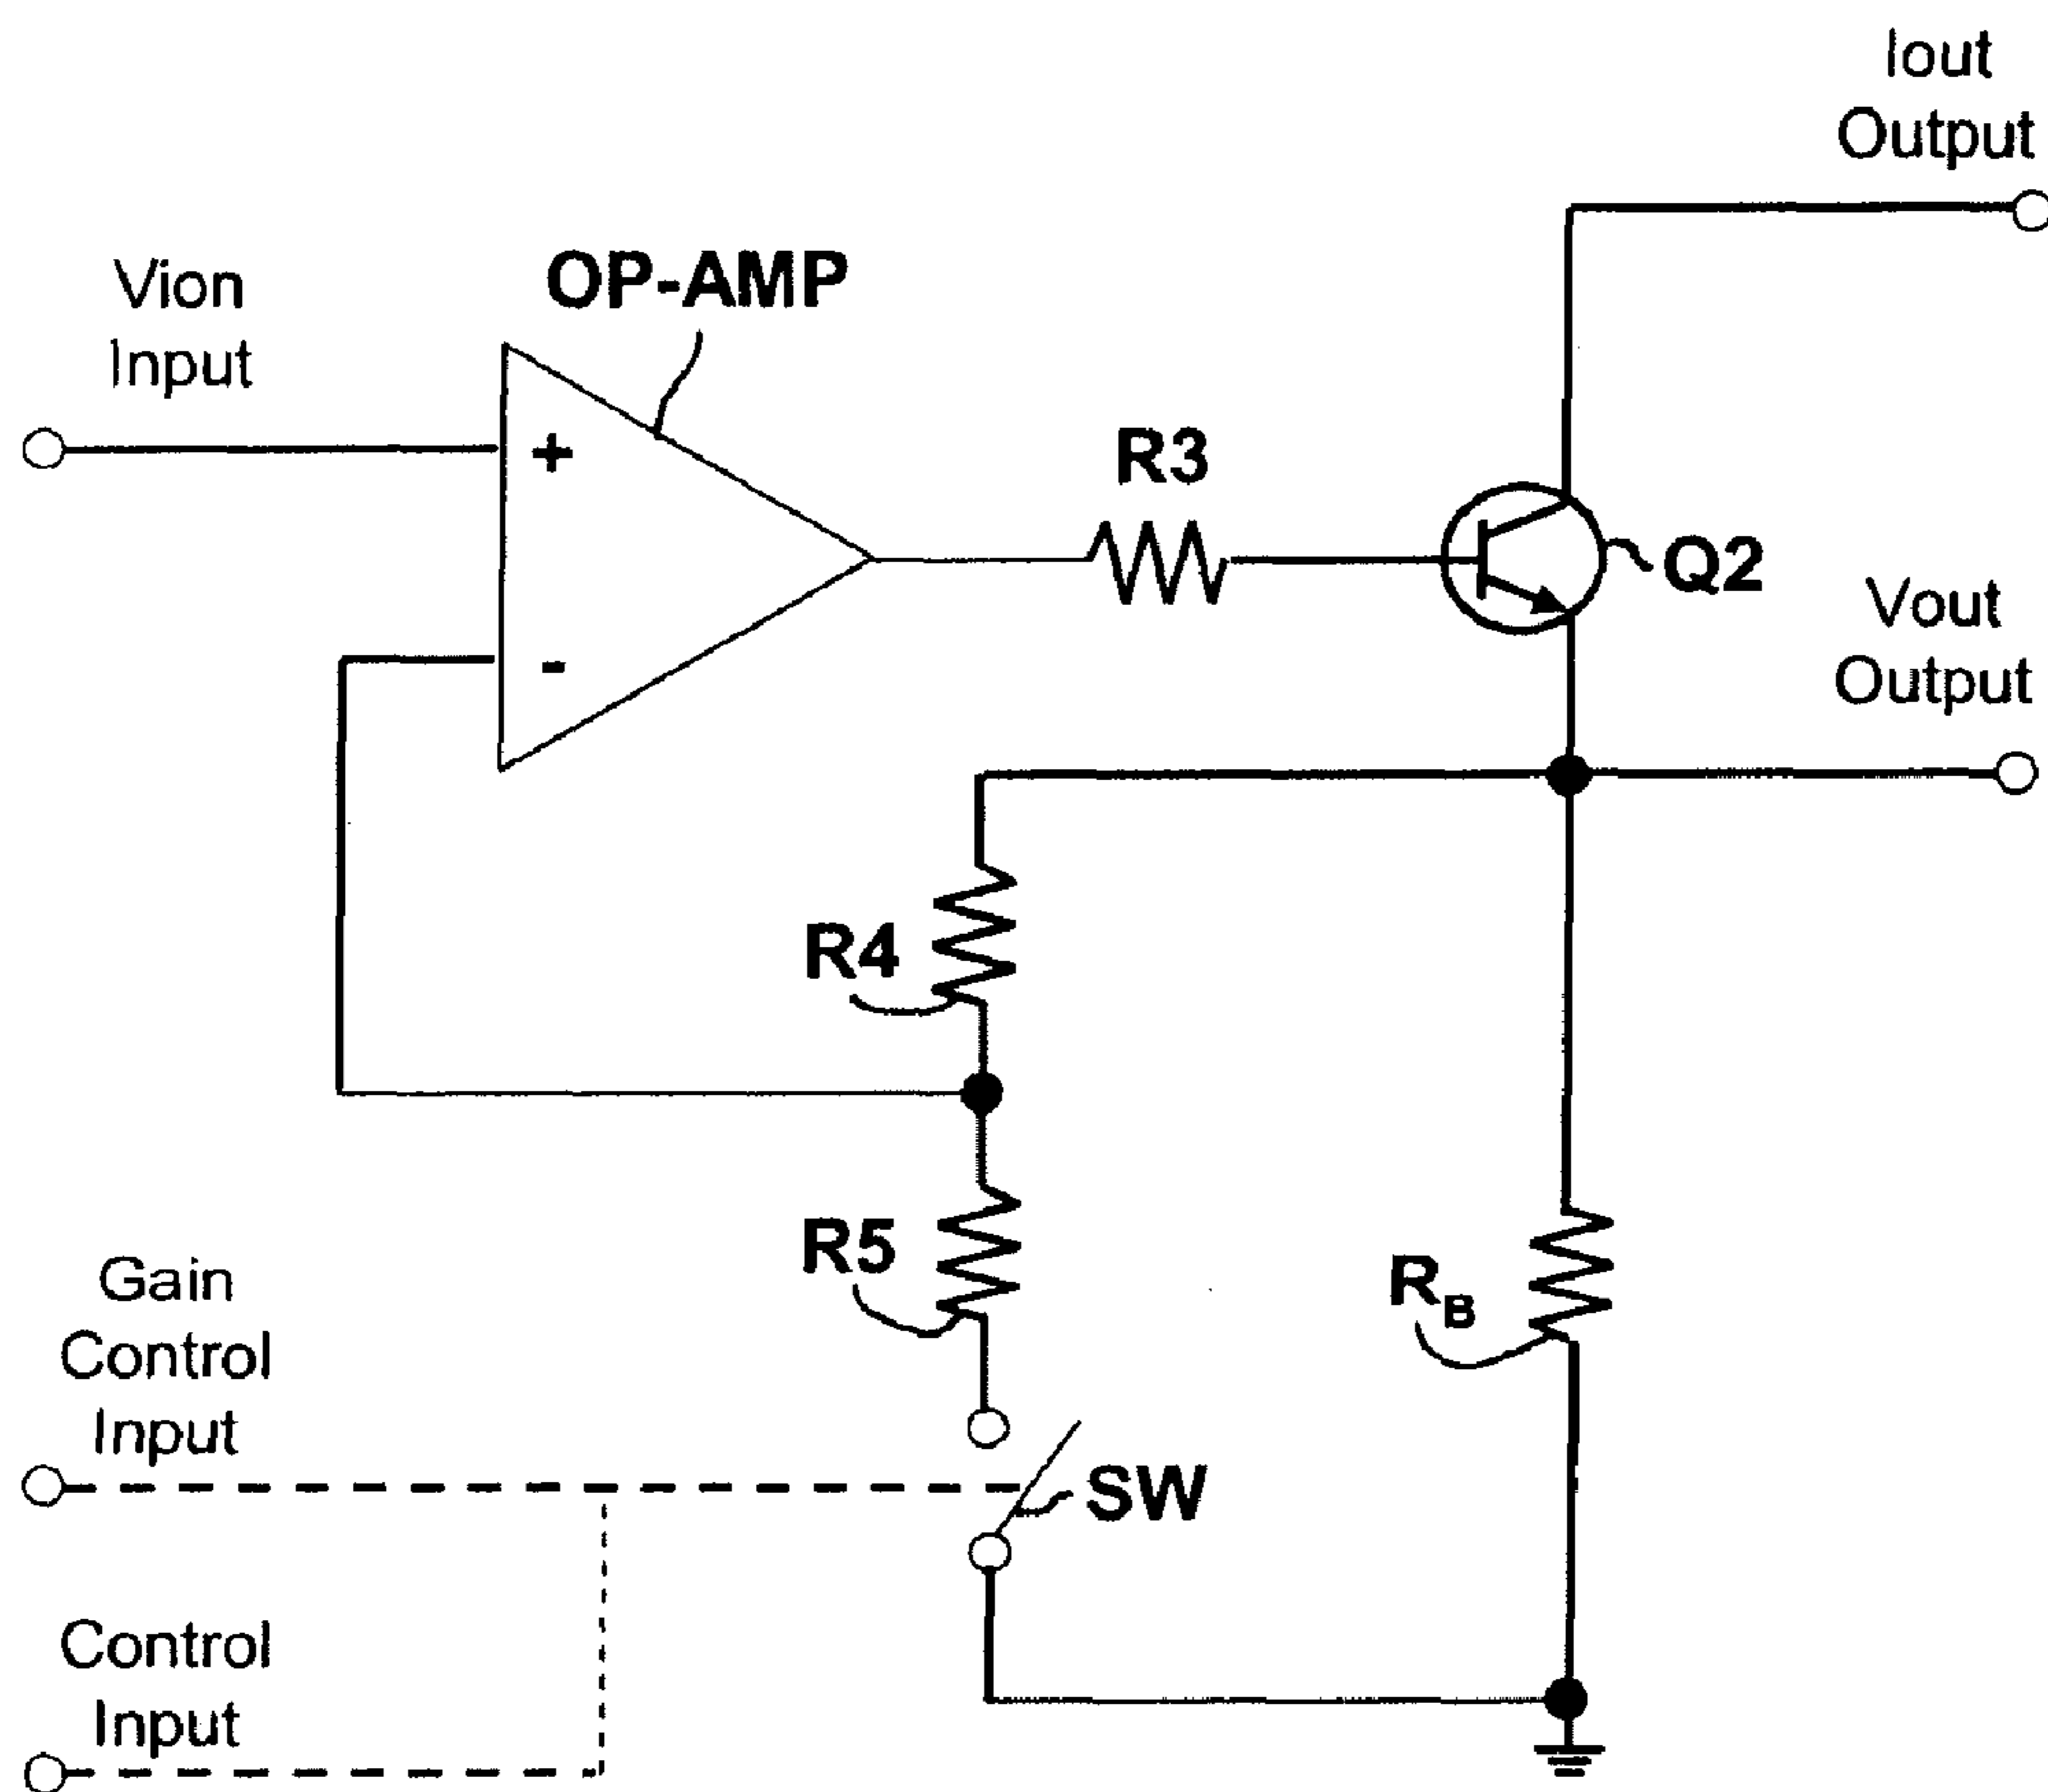 Iout
Output
Vion
Input
OP-AMP
+
-
R3
Q2
Vout
Output
R4
R5
RB
Gain
Control
Input
SW
Control
Input